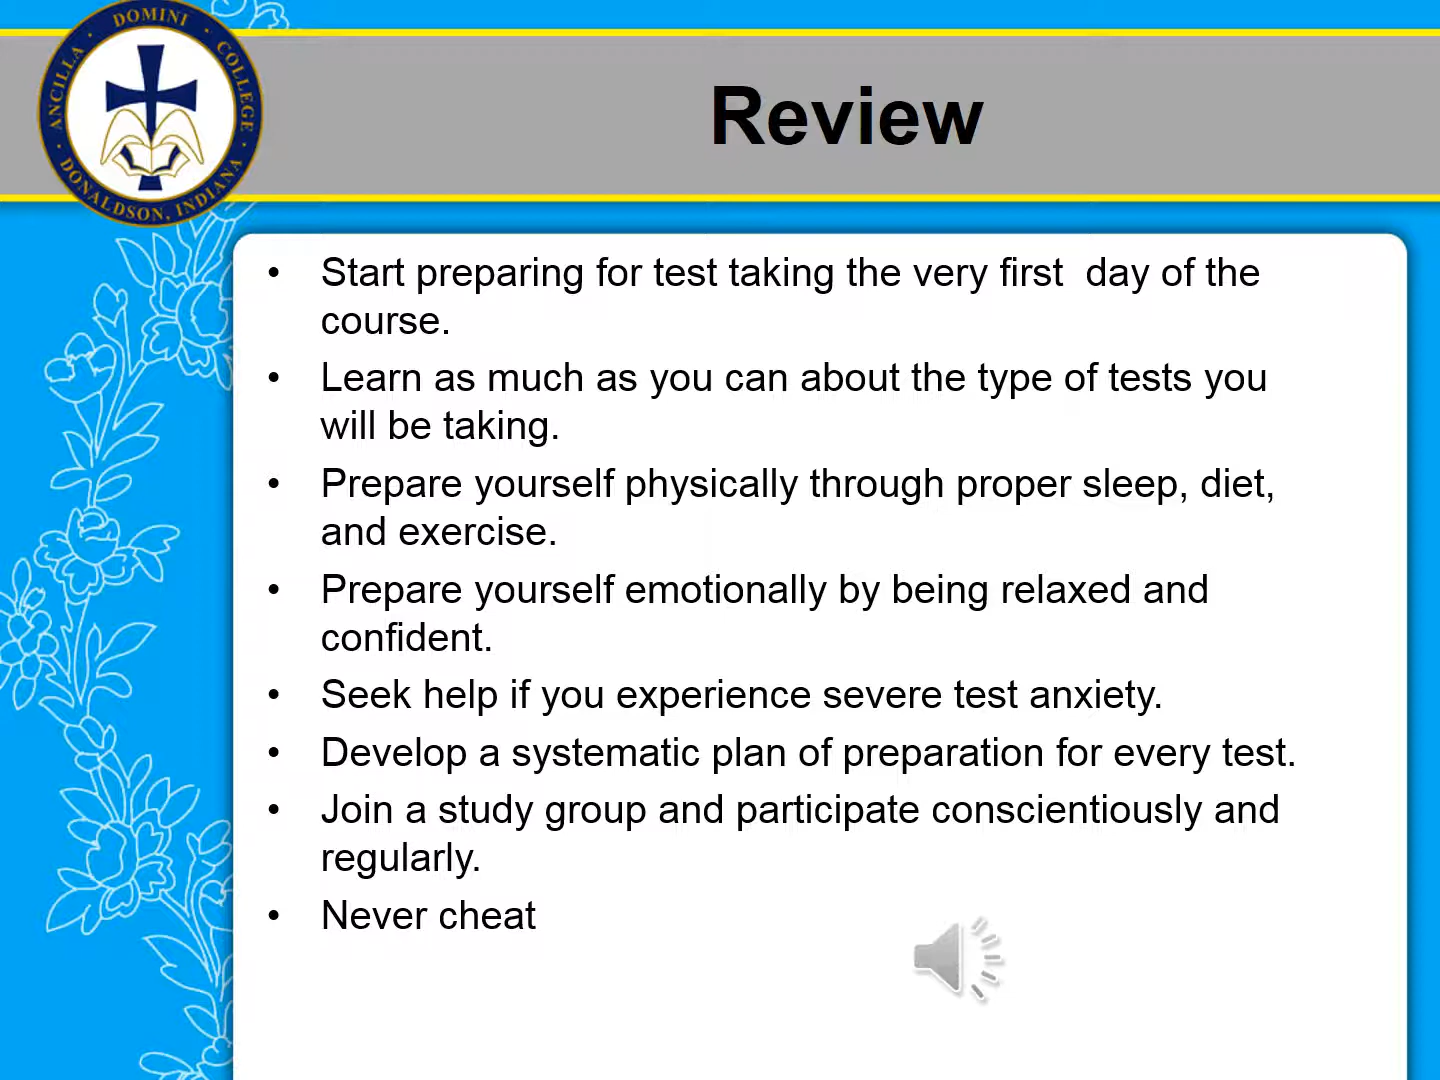 ANCILLA · DOMINI · COLLEGE
· DONALDSON, INDIANA ·
Review
• Start preparing for test taking the very first  day of the
course.
• Learn as much as you can about the type of tests you
will be taking.
• Prepare yourself physically through proper sleep, diet,
and exercise.
• Prepare yourself emotionally by being relaxed and
confident.
• Seek help if you experience severe test anxiety.
• Develop a systematic plan of preparation for every test.
• Join a study group and participate conscientiously and
regularly.
• Never cheat